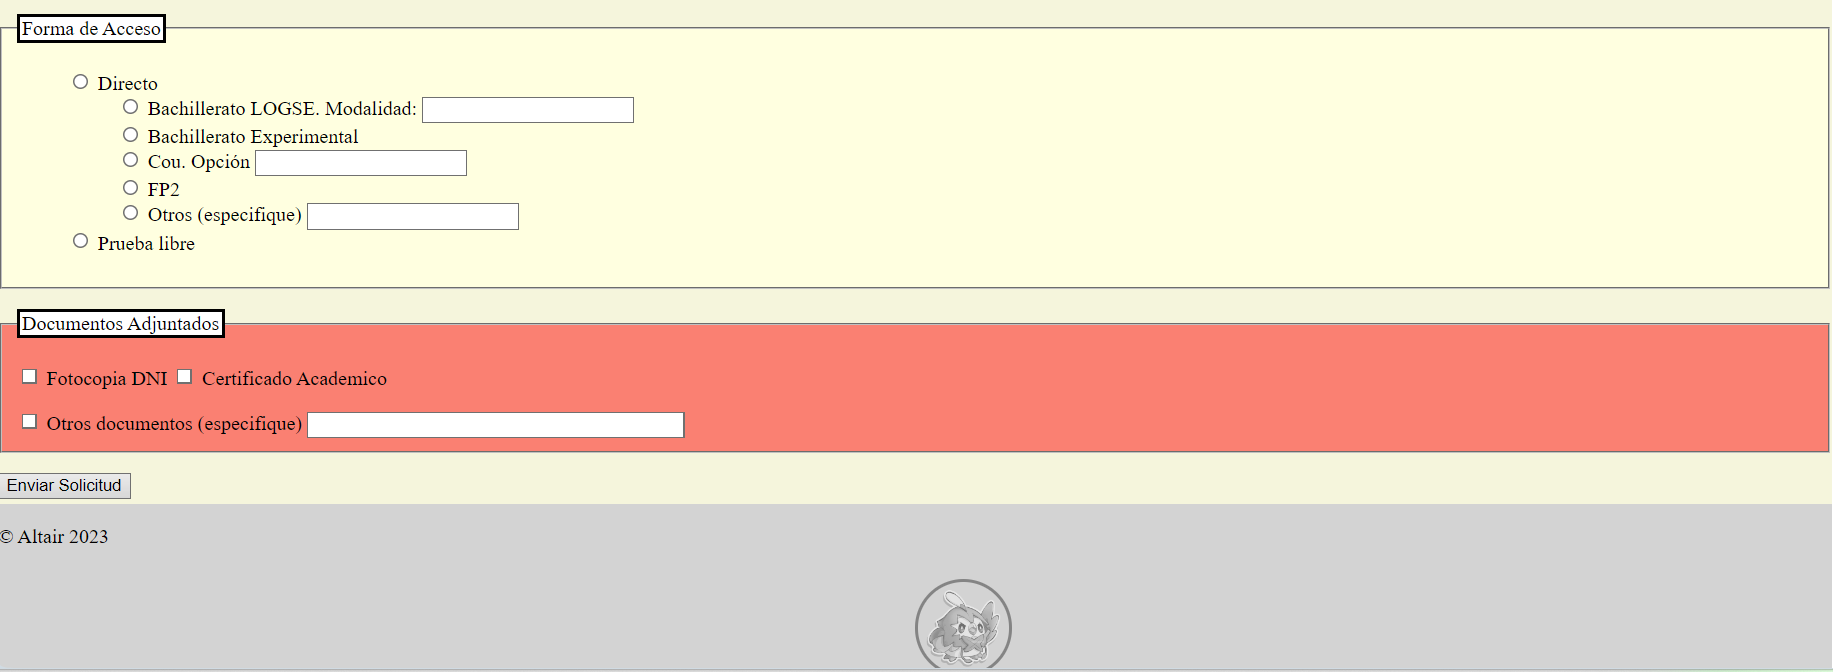 Forma de Acceso
Directo
Bachillerato LOGSE. Modalidad:
Bachillerato Experimental
Cou. Opción
FP2
Otros (especifique)
Prueba libre
Documentos Adjuntados
Fotocopia DNI Certificado Academico
Otros documentos (especifique)
Enviar Solicitud
© Altair 2023